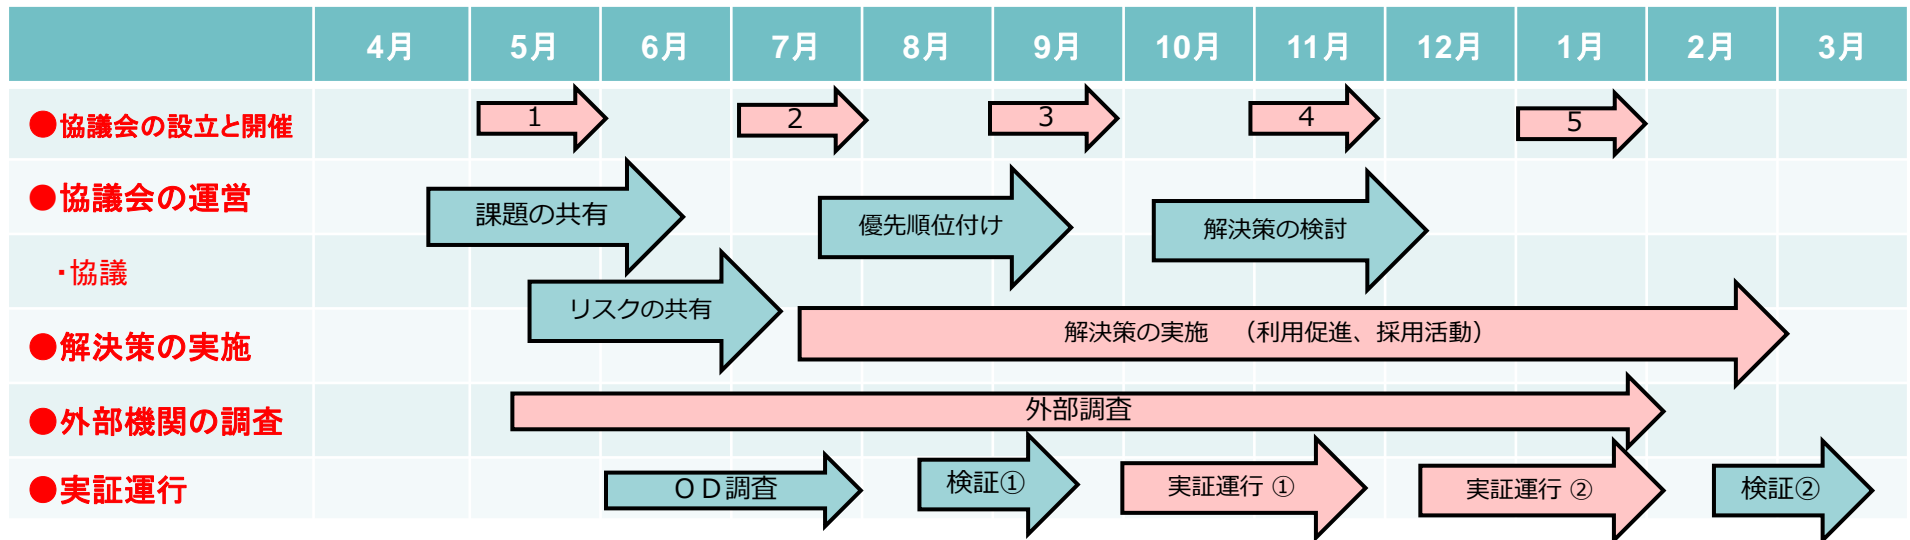 4月 5月 6月 7月 8月 9月 10月 11月 12月 1月 2月 3月
●協議会の設立と開催 1 2 3 4 5
●協議会の運営 課題の共有 優先順位付け 解決策の検討
・協議
リスクの共有
●解決策の実施 解決策の実施 （利用促進、採用活動）
●外部機関の調査 外部調査
●実証運行 ＯＤ調査 検証① 実証運行 ① 実証運行 ② 検証②